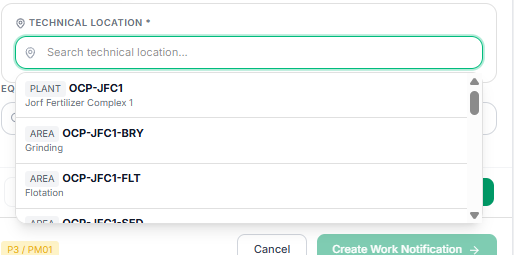 TECHNICAL LOCATION *
Search technical location...
EQ
PLANT OCP-JFC1
Jorf Fertilizer Complex 1
AREA OCP-JFC1-BRY
Grinding
AREA OCP-JFC1-FLT
Flotation
AREA OCP-JFC1-SED
P3 / PM01
Cancel
Create Work Notification →